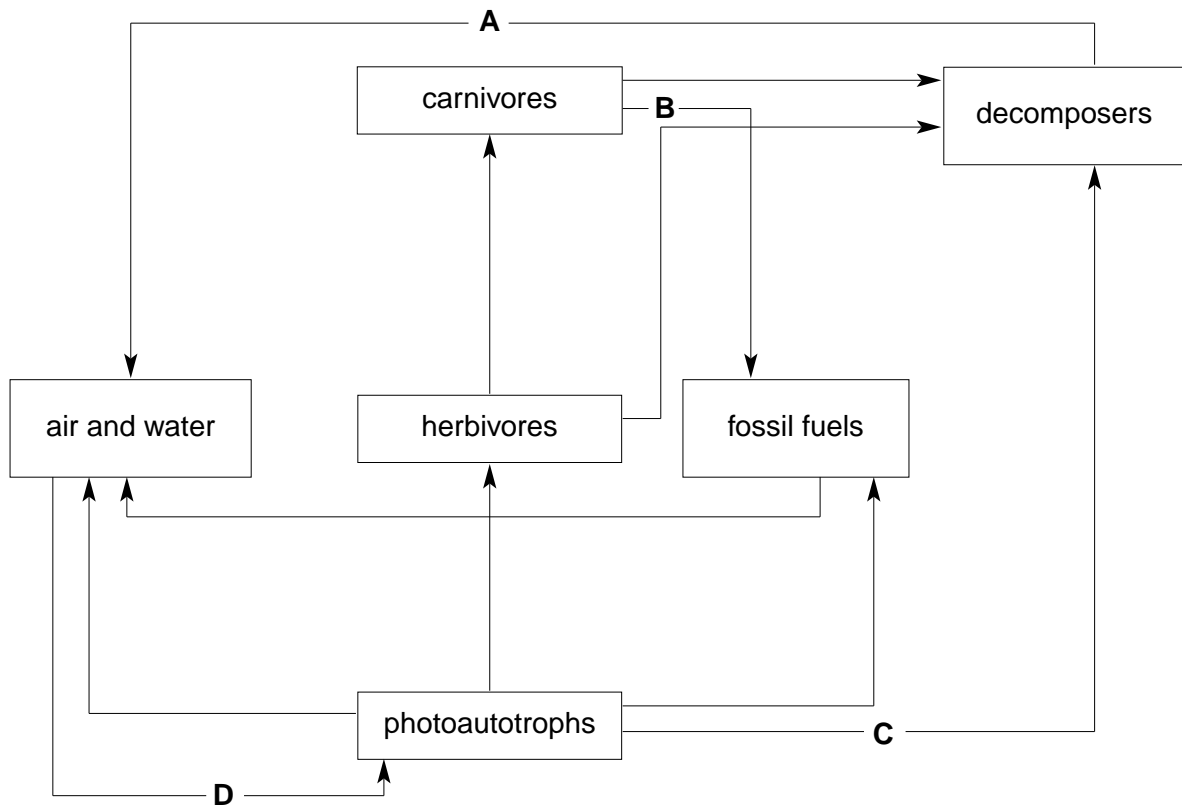 A
carnivores
B
decomposers
air and water
herbivores
fossil fuels
photoautotrophs
C
D